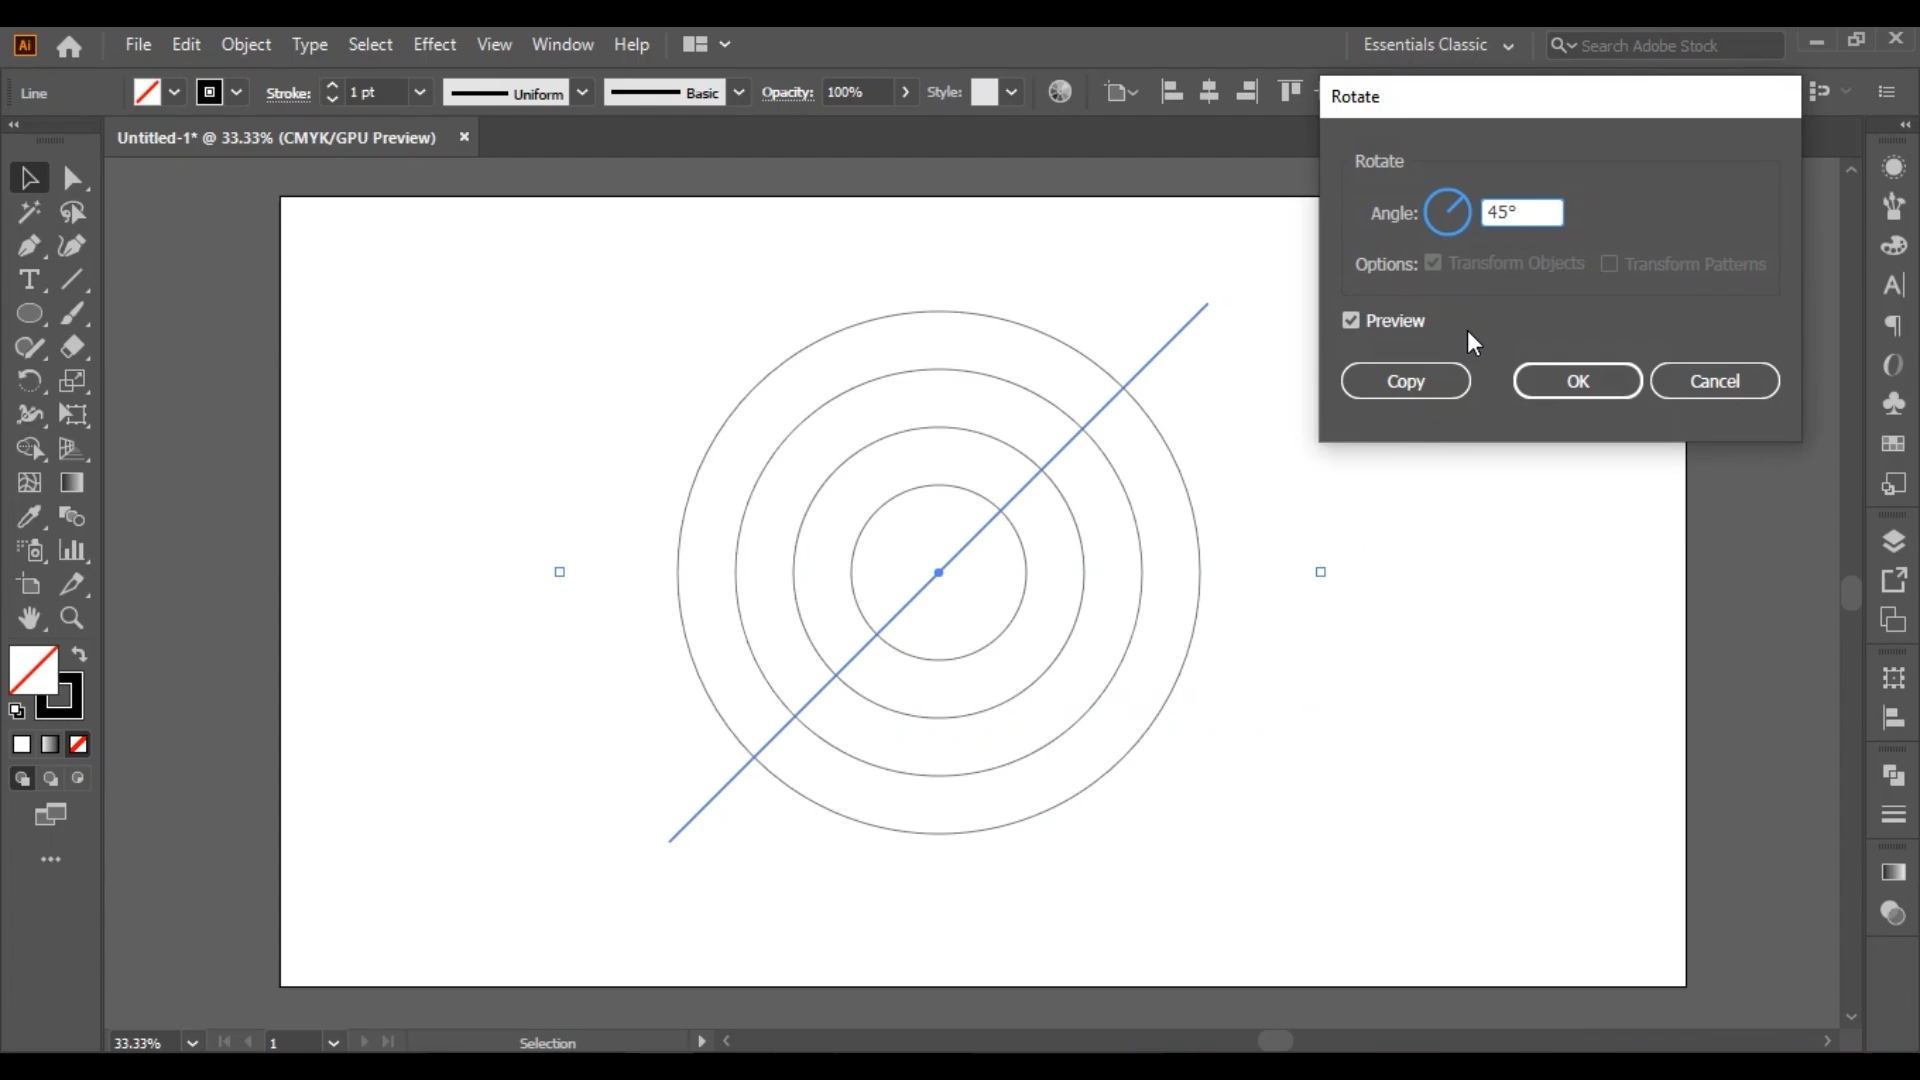 Ai File Edit Object Type Select Effect View Window Help Essentials Classic Search Adobe Stock
Line Stroke: 1 pt Uniform Basic Opacity: 100% Style:
Rotate
Untitled-1* @ 33.33% (CMYK/GPU Preview)
Rotate
Angle: 45°
Options: Transform Objects Transform Patterns
Preview
Copy OK Cancel
33.33% 1 Selection